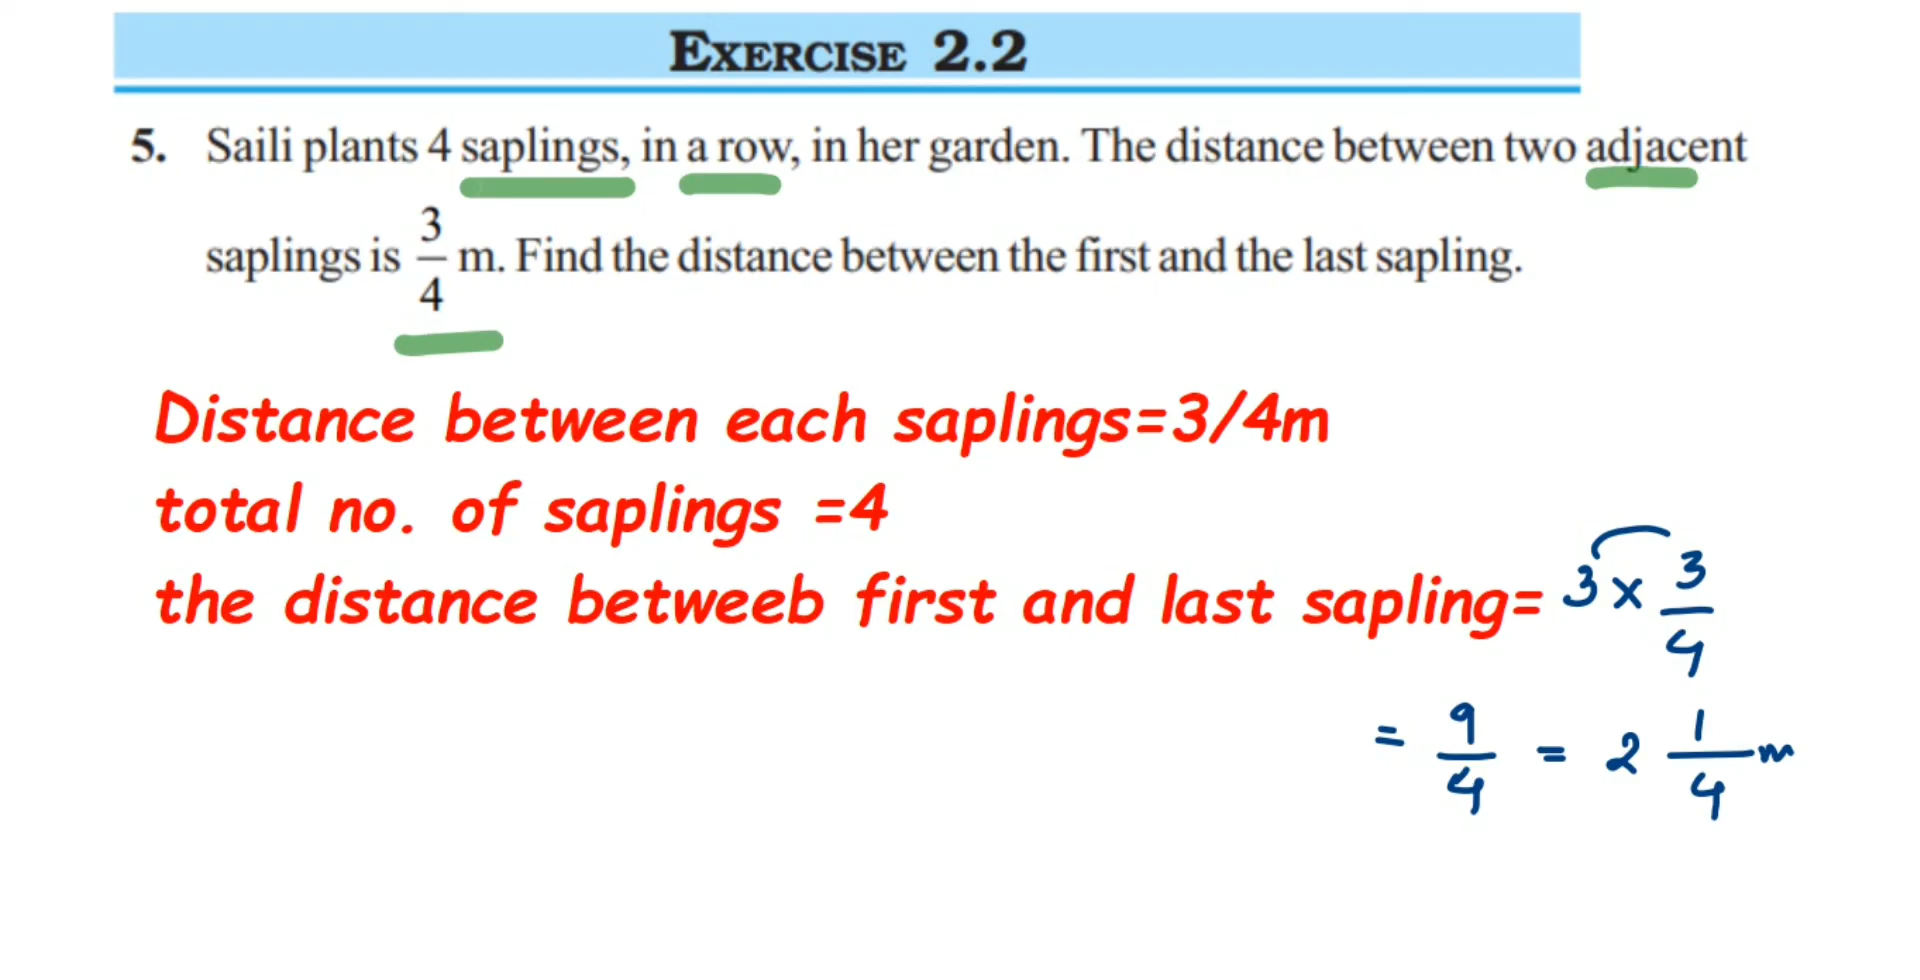 EXERCISE 2.2
5. Saili plants 4 saplings, in a row, in her garden. The distance between two adjacent
saplings is 3/4 m. Find the distance between the first and the last sapling.
Distance between each saplings=3/4m
total no. of saplings =4
the distance betweeb first and last sapling= 3 x 3/4
= 9/4 = 2 1/4 m